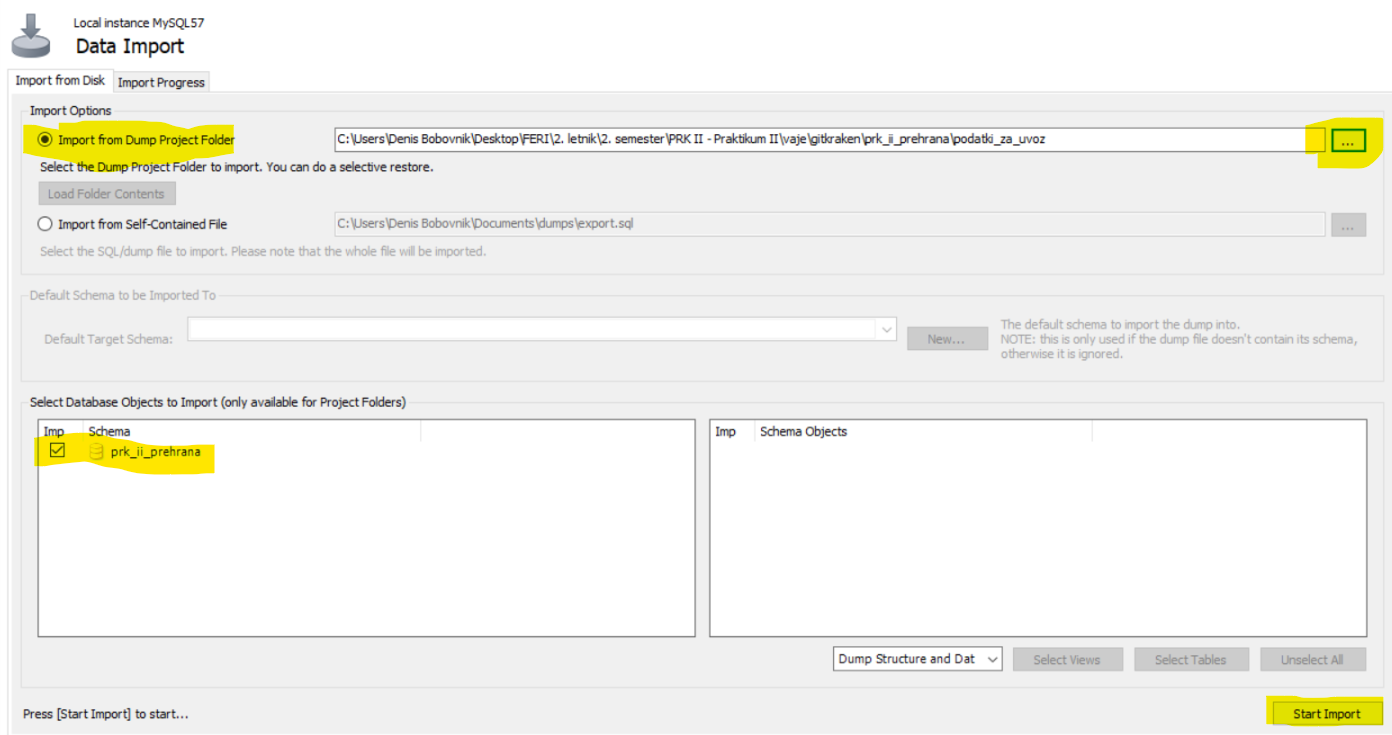 Local instance MySQL57
Data Import
Import from Disk Import Progress
Import Options
Import from Dump Project Folder C:\Users\Denis Bobovnik\Desktop\FERI\2. letnik\2. semester\PRK II - Praktikum II\vaje\gitkraken\prk_ii_prehrana\podatki_za_uvoz ...
Select the Dump Project Folder to import. You can do a selective restore.
Load Folder Contents
Import from Self-Contained File C:\Users\Denis Bobovnik\Documents\dumps\export.sql ...
Select the SQL/dump file to import. Please note that the whole file will be imported.
Default Schema to be Imported To
The default schema to import the dump into.
Default Target Schema: New... NOTE: this is only used if the dump file doesn't contain its schema,
otherwise it is ignored.
Select Database Objects to Import (only available for Project Folders)
Imp Schema Imp Schema Objects
prk_ii_prehrana
Dump Structure and Dat Select Views Select Tables Unselect All
Press [Start Import] to start... Start Import